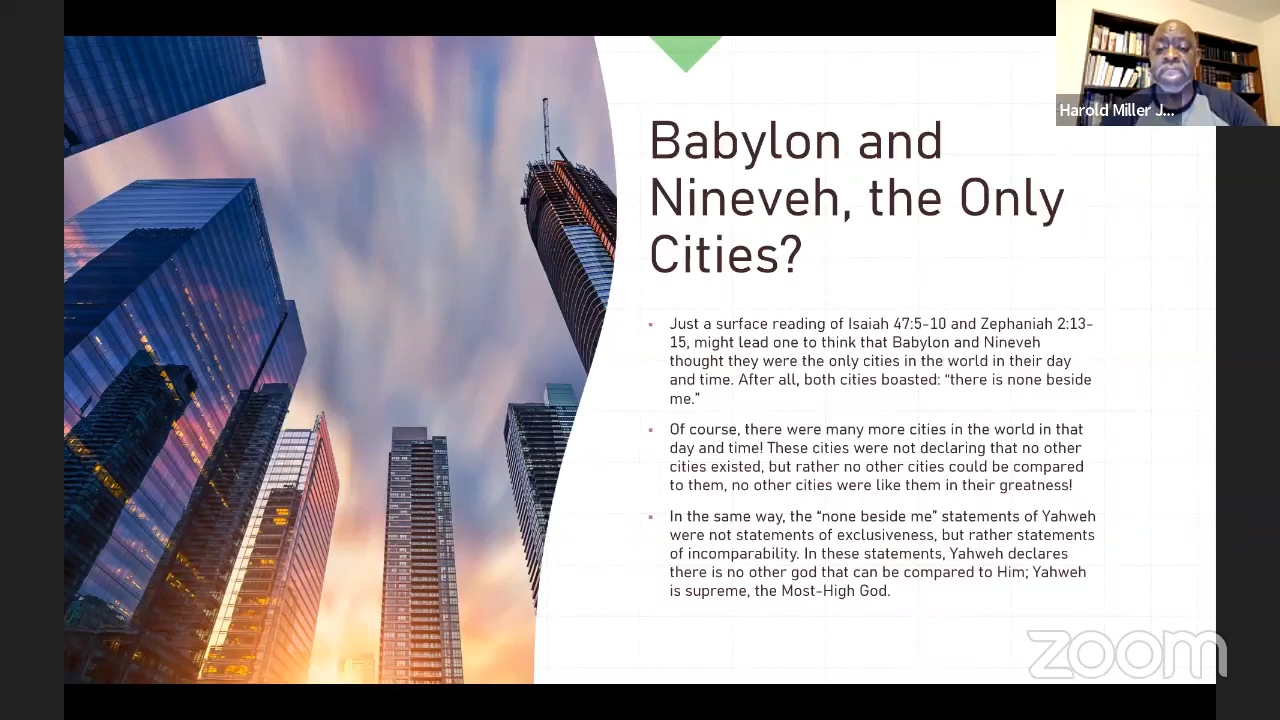 Harold Miller J...
Babylon and
Nineveh, the Only
Cities?
▪ Just a surface reading of Isaiah 47:5-10 and Zephaniah 2:13-
15, might lead one to think that Babylon and Nineveh
thought they were the only cities in the world in their day
and time. After all, both cities boasted: “there is none beside
me.”
▪ Of course, there were many more cities in the world in that
day and time! These cities were not declaring that no other
cities existed, but rather no other cities could be compared
to them, no other cities were like them in their greatness!
▪ In the same way, the “none beside me” statements of Yahweh
were not statements of exclusiveness, but rather statements
of incomparability. In these statements, Yahweh declares
there is no other god that can be compared to Him; Yahweh
is supreme, the Most-High God.
zoom